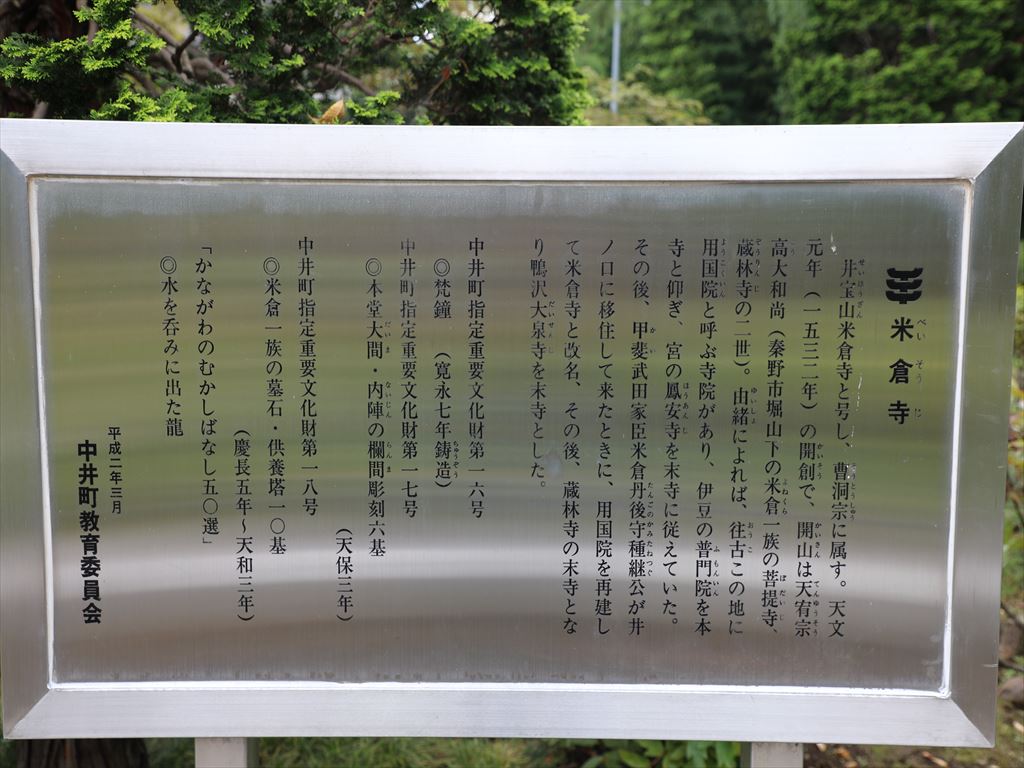 米倉寺
べいそうじ
井宝山米倉寺と号し、曹洞宗に属す。天文
元年（一五三二年）の開創で、開山は天宥宗
高大和尚（秦野市堀山下の米倉一族の菩提寺、
蔵林寺の二世）。由緒によれば、往古この地に
用国院と呼ぶ寺院があり、伊豆の普門院を本
寺と仰ぎ、宮の鳳安寺を末寺に従えていた。
その後、甲斐武田家臣米倉丹後守種継公が井
ノ口に移住して来たときに、用国院を再建し
て米倉寺と改名、その後、蔵林寺の末寺とな
り鴨沢大泉寺を末寺とした。
中井町指定重要文化財第一六号
◎梵鐘　（寛永七年鋳造）
中井町指定重要文化財第一七号
◎本堂大間・内陣の欄間彫刻六基
（天保三年）
中井町指定重要文化財第一八号
◎米倉一族の墓石・供養塔一〇基
（慶長五年～天和三年）
「かながわのむかしばなし五〇選」
◎水を呑みに出た龍
平成二年三月
中井町教育委員会